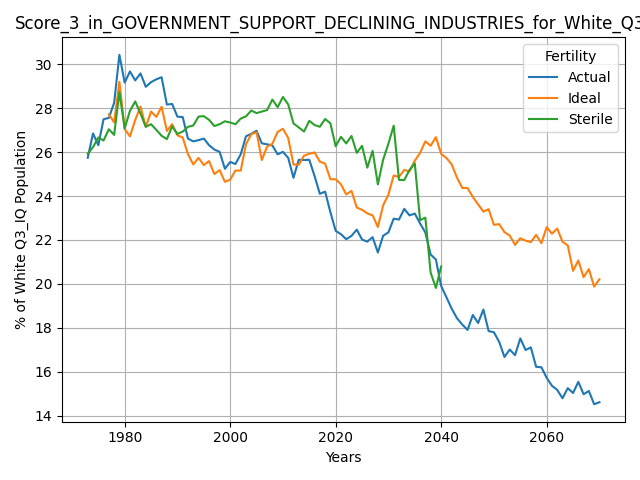 Score_3_in_GOVERNMENT_SUPPORT_DECLINING_INDUSTRIES_for_White_Q3
Fertility
Actual
Ideal
Sterile
% of White Q3_IQ Population
30
28
26
24
22
20
18
16
14
1980
2000
2020
2040
2060
Years